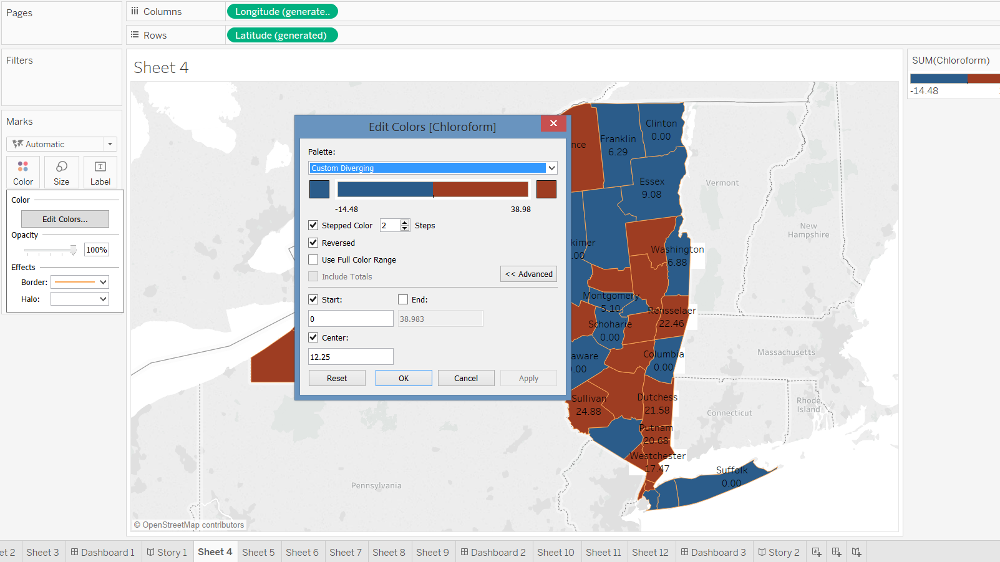 Pages
Columns
Longitude (generate..
Rows
Latitude (generated)
Filters
Sheet 4
SUM(Chloroform)
-14.48
Marks
Automatic
Color
Size
Label
Color
Edit Colors...
Opacity
100%
Effects
Border:
Halo:
Edit Colors [Chloroform]
Palette:
Custom Diverging
-14.48
38.98
Stepped Color
2
Steps
Reversed
Use Full Color Range
Include Totals
<< Advanced
Start:
End:
0
38.983
Center:
12.25
Reset
OK
Cancel
Apply
nce
Franklin
6.29
Clinton
0.00
Essex
9.08
Vermont
New
Hampshire
kimer
.00
Washington
6.88
Montgomery
5.10
Rensselaer
22.46
Schoharie
0.00
aware
.00
Columbia
0.00
Massachusetts
Sullivan
24.88
Dutchess
21.58
Rhode
Island
Connecticut
Putnam
20.68
Westchester
17.47
Suffolk
0.00
Pennsylvania
© OpenStreetMap contributors
et 2
Sheet 3
Dashboard 1
Story 1
Sheet 4
Sheet 5
Sheet 6
Sheet 7
Sheet 8
Sheet 9
Dashboard 2
Sheet 10
Sheet 11
Sheet 12
Dashboard 3
Story 2